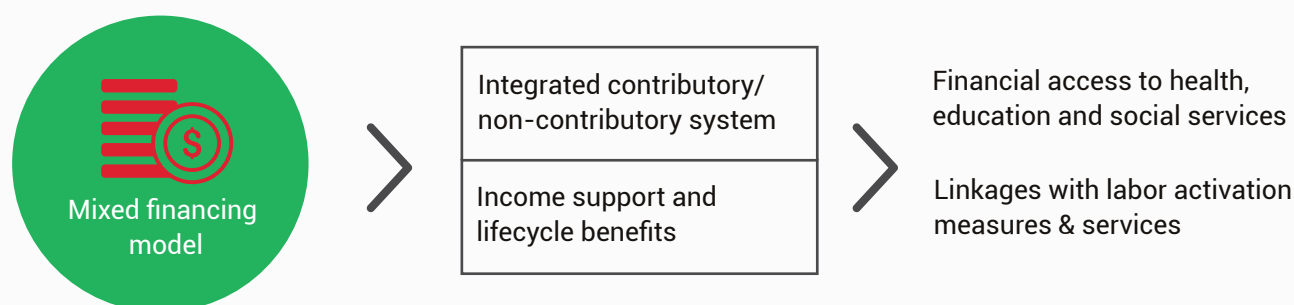 $
Mixed financing
model
Integrated contributory/
non-contributory system
Income support and
lifecycle benefits
Financial access to health,
education and social services
Linkages with labor activation
measures & services